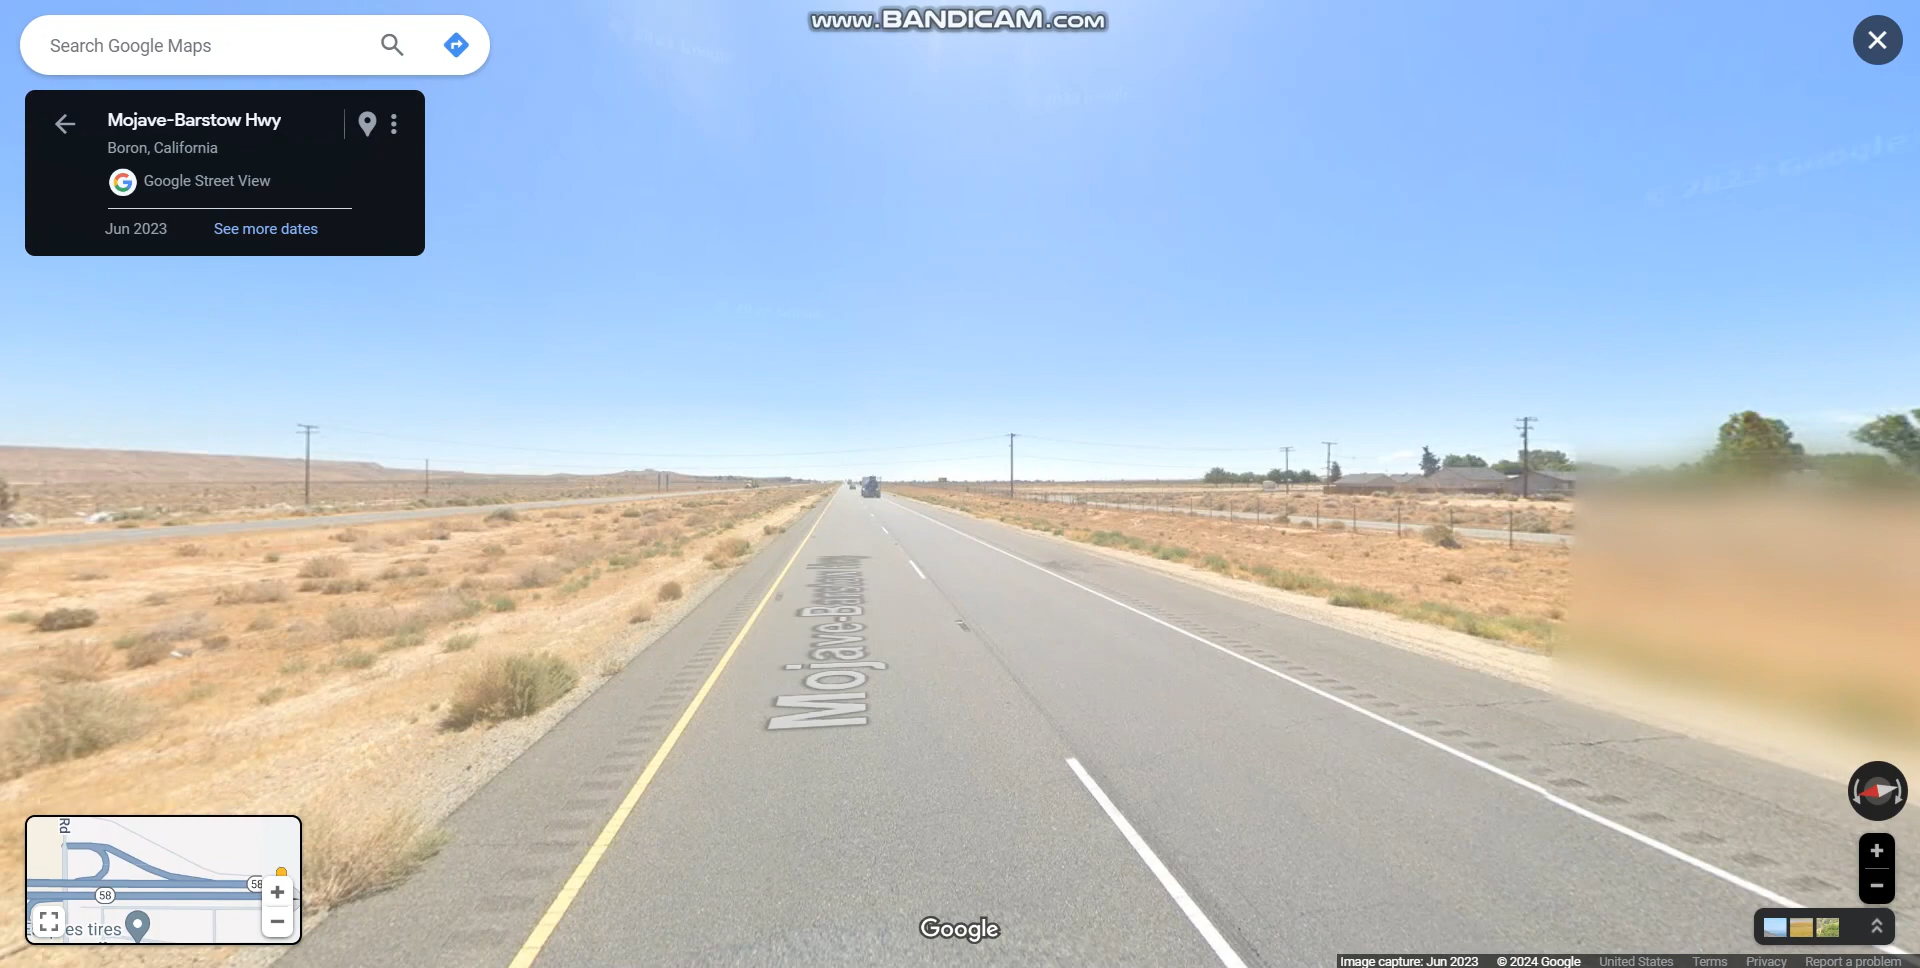 www.BANDICAM.com
Search Google Maps
Mojave-Barstow Hwy
Boron, California
Google Street View
Jun 2023
See more dates
© 2023 Google
Mojave-Barstow Hwy
Rd
58
58
es tires
Google
Image capture: Jun 2023 © 2024 Google United States Terms Privacy Report a problem